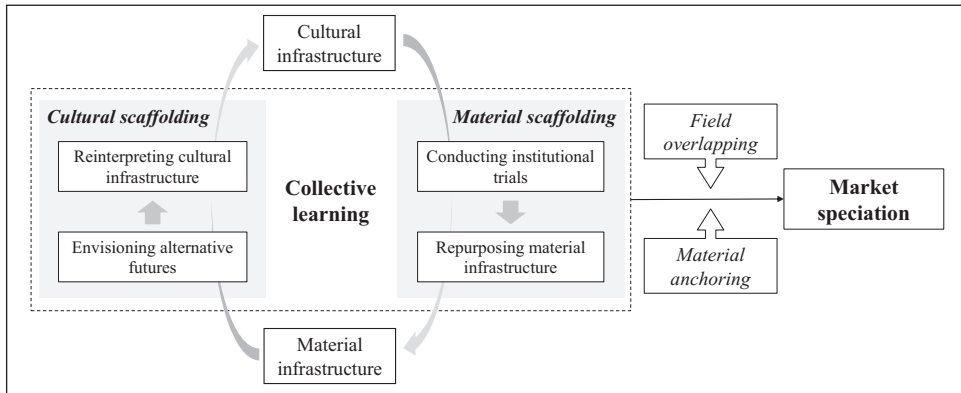 Cultural
infrastructure
Cultural scaffolding
Reinterpreting cultural
infrastructure
Envisioning alternative
futures
Collective
learning
Material scaffolding
Conducting institutional
trials
Repurposing material
infrastructure
Material
infrastructure
Field
overlapping
Material
anchoring
Market
speciation